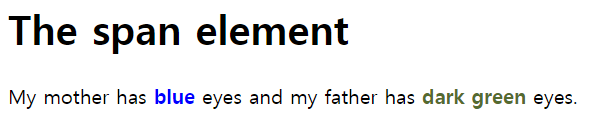 The span element
My mother has blue eyes and my father has dark green eyes.